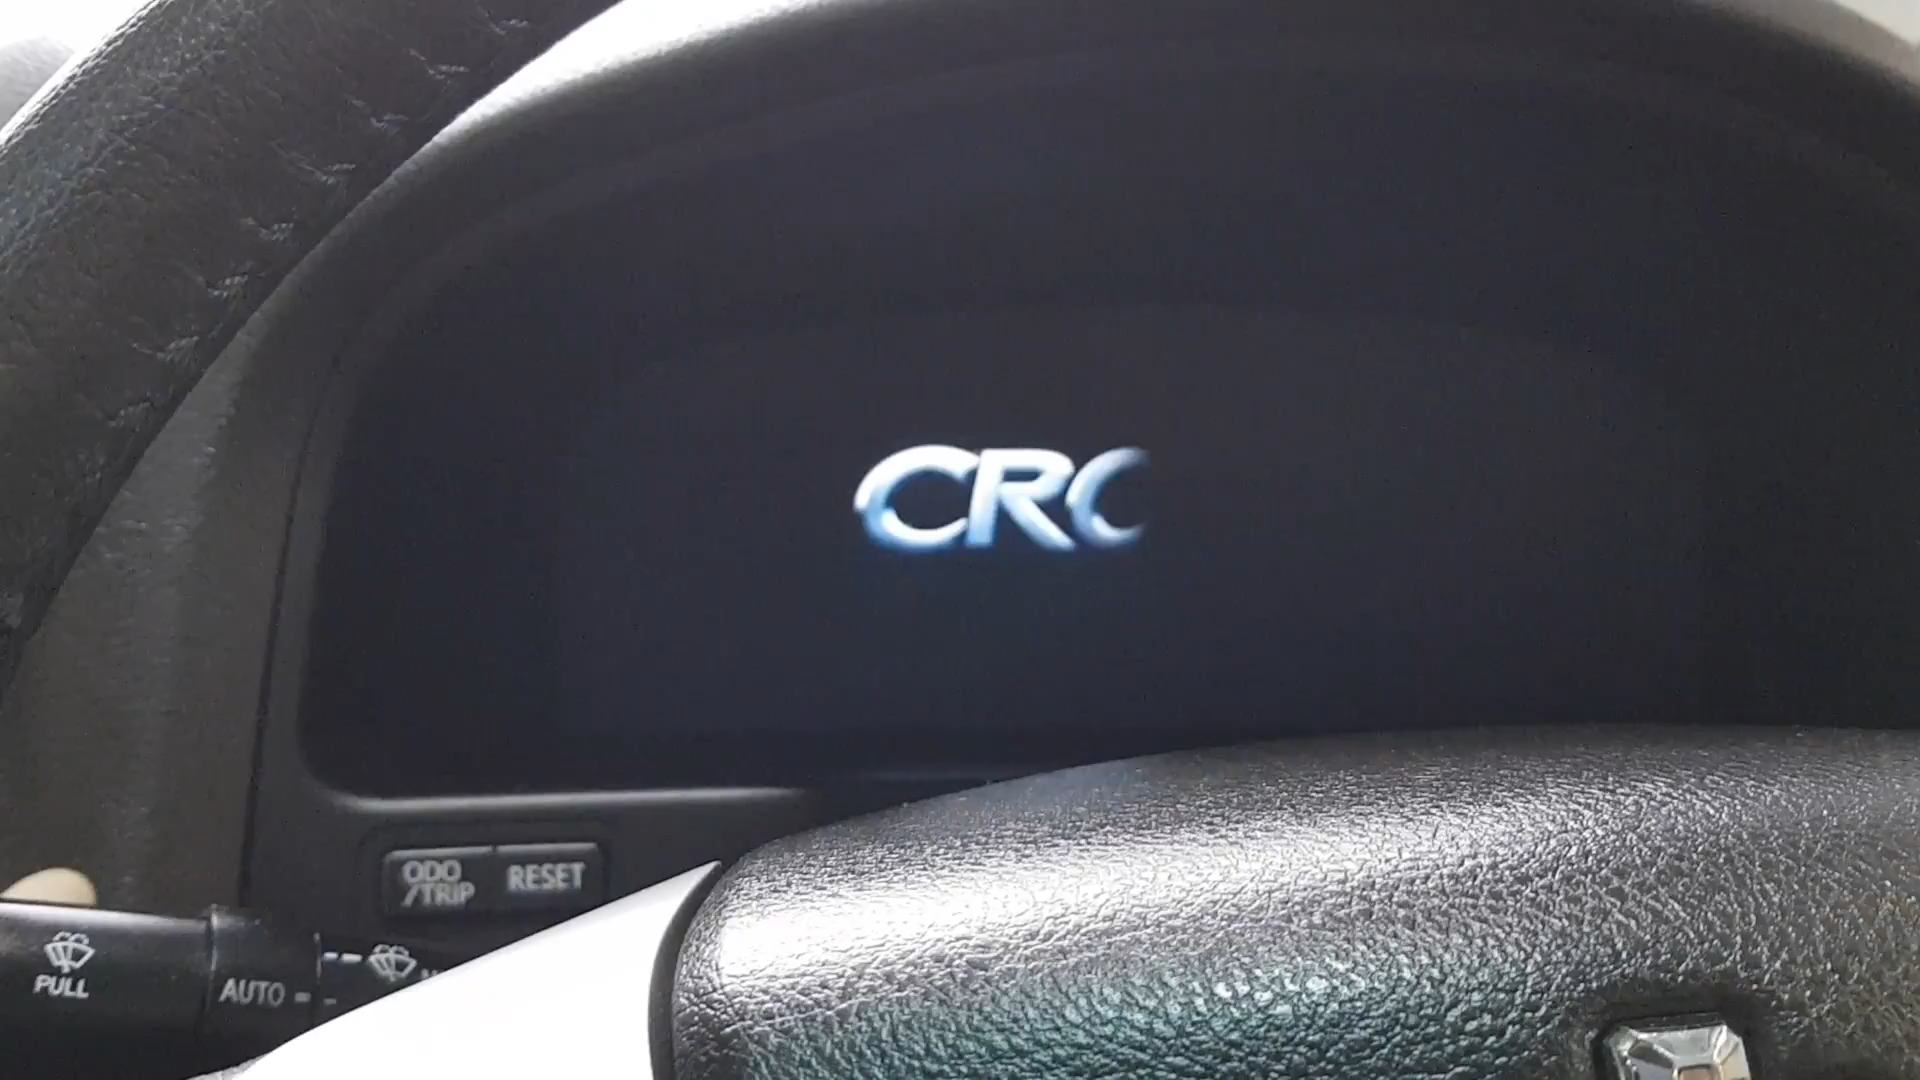 CRC
ODO
/TRIP
RESET
PULL
AUTO